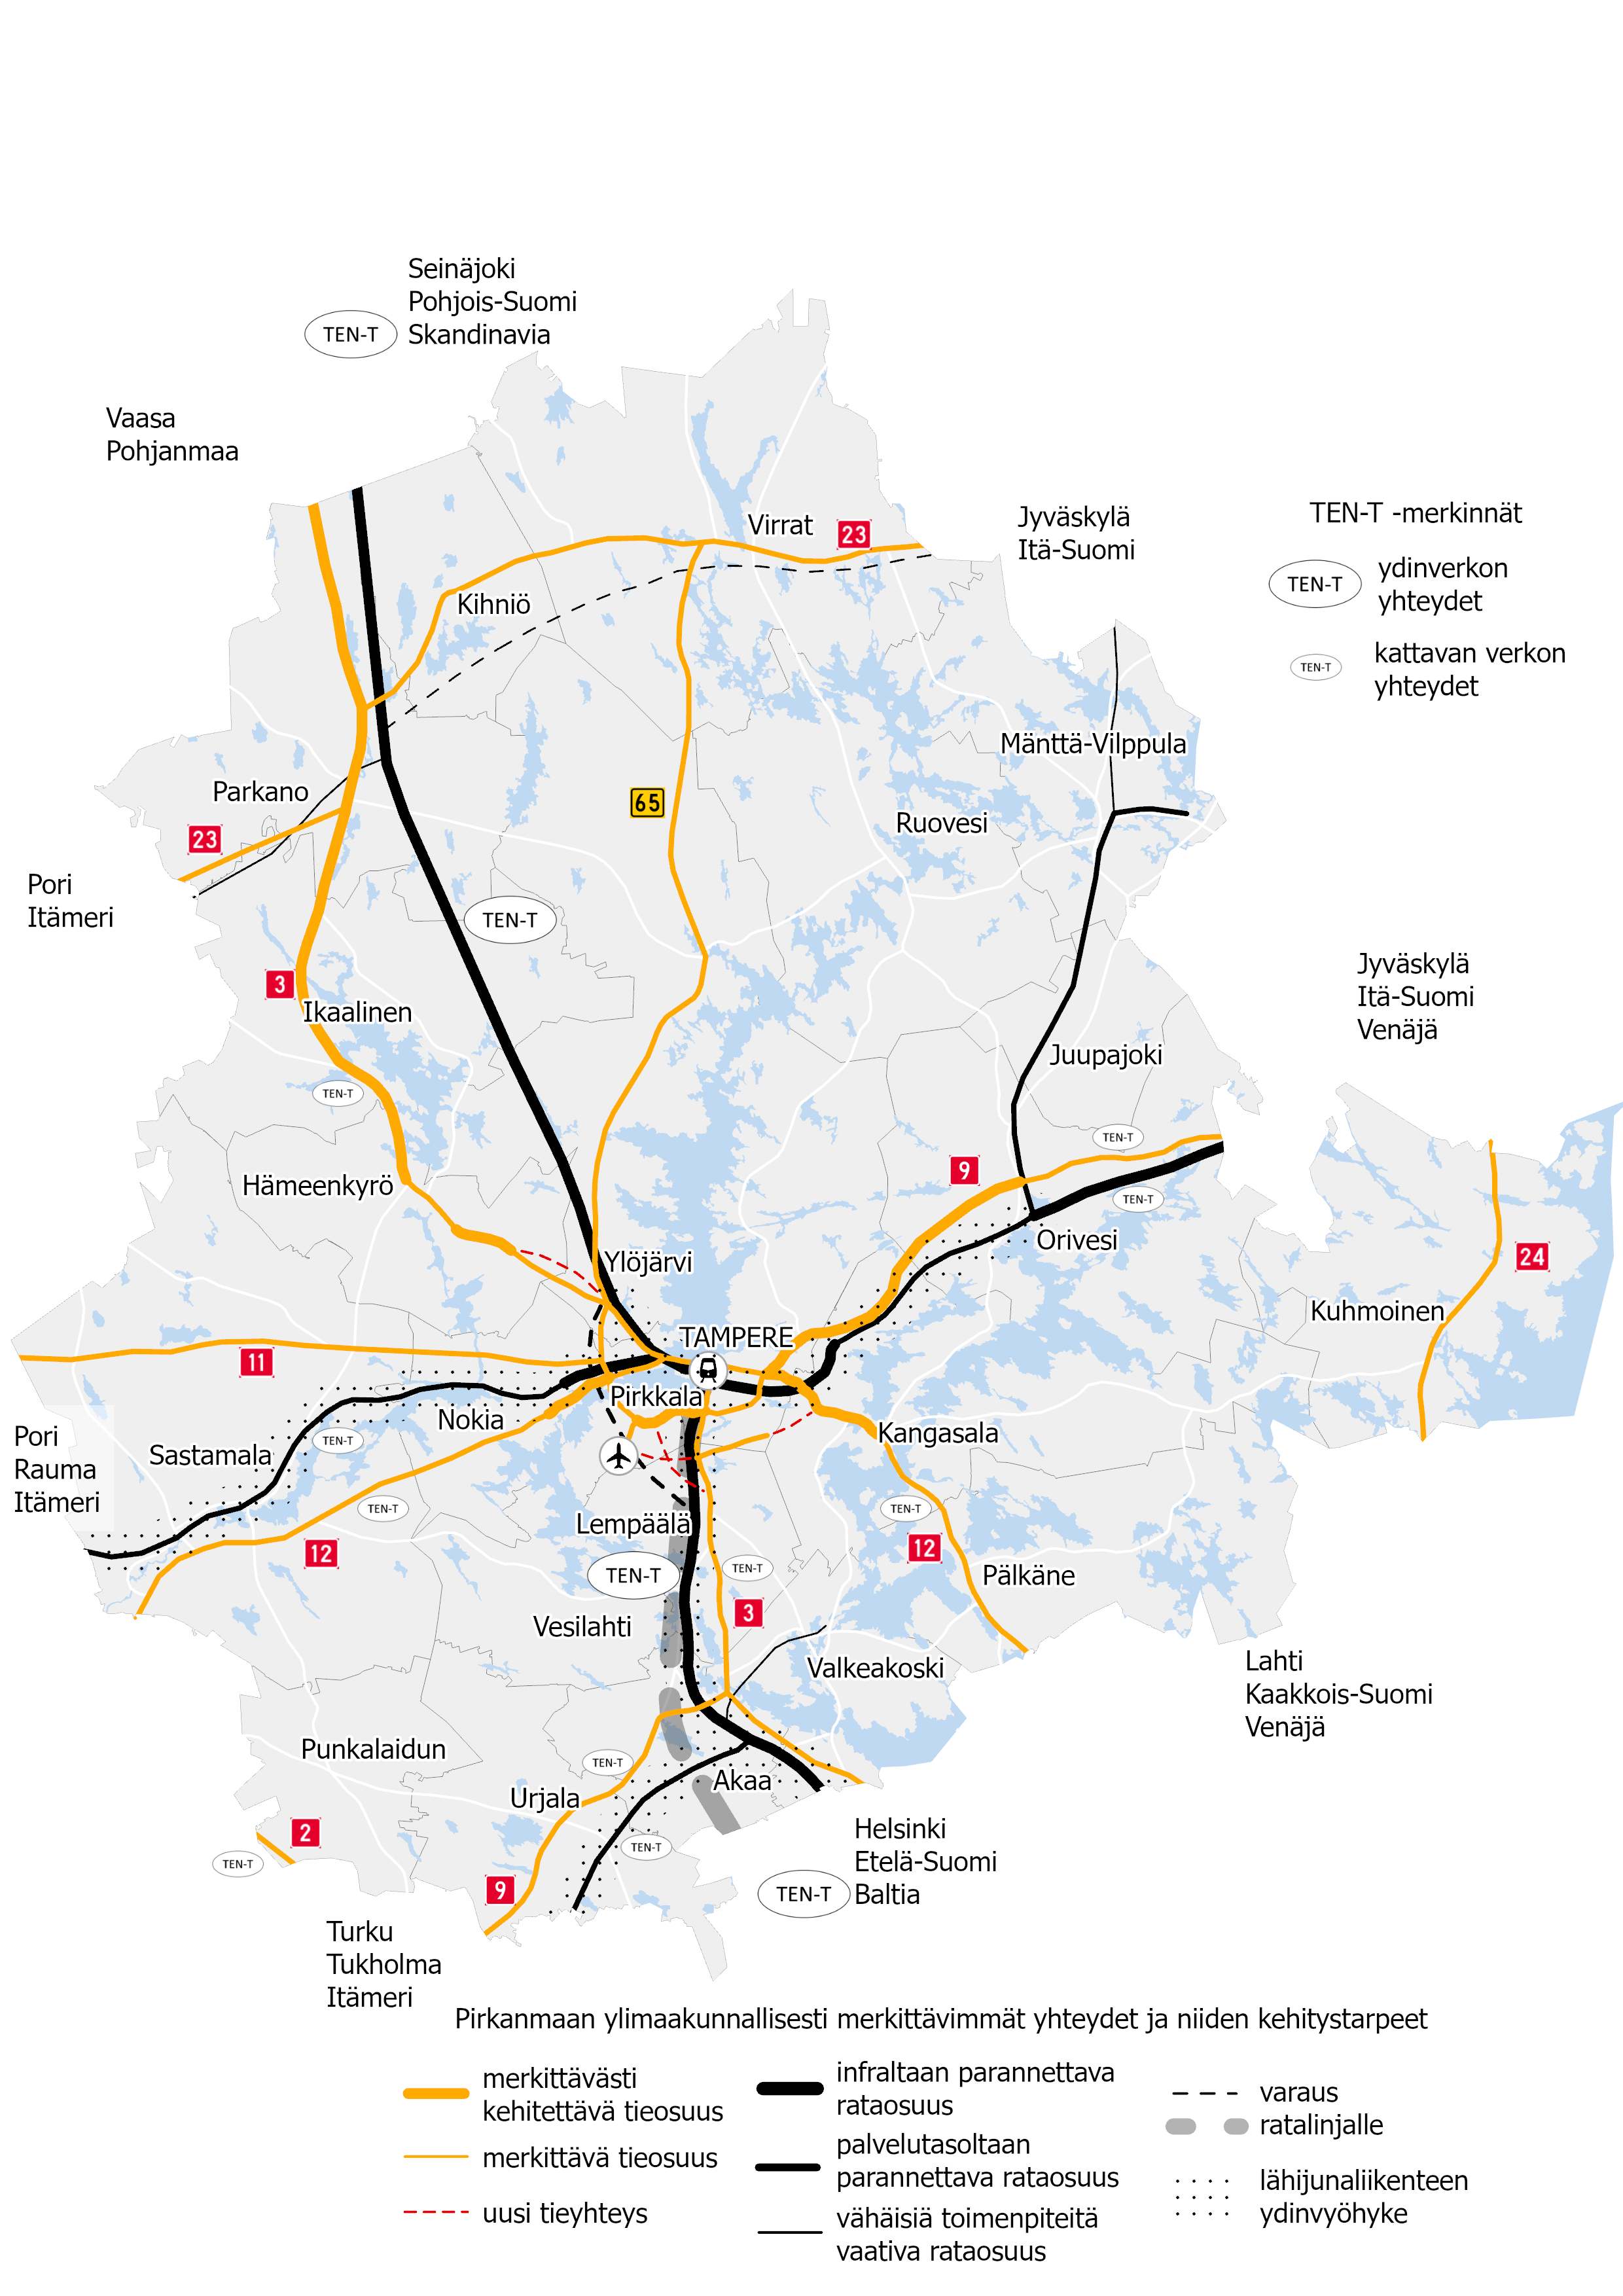 Seinäjoki
Pohjois-Suomi
TEN-T
Skandinavia
Vaasa
Pohjanmaa
Jyväskylä
Itä-Suomi
TEN-T -merkinnät
TEN-T
ydinverkon
yhteydet
TEN-T
kattavan verkon
yhteydet
Virrat
23
Kihniö
Mänttä-Vilppula
Parkano
65
23
Ruovesi
Pori
Itämeri
TEN-T
3
Ikaalinen
Jyväskylä
Itä-Suomi
Venäjä
Juupajoki
TEN-T
TEN-T
9
Hämeenkyrö
TEN-T
Orivesi
Ylöjärvi
24
Kuhmoinen
TAMPERE
11
Pirkkala
Nokia
Kangasala
Pori
Rauma
Itämeri
Sastamala
TEN-T
TEN-T
TEN-T
Lempäälä
12
12
TEN-T
TEN-T
Pälkäne
3
Vesilahti
Valkeakoski
Lahti
Kaakkois-Suomi
Venäjä
Punkalaidun
TEN-T
Akaa
Urjala
2
TEN-T
TEN-T
9
Helsinki
Etelä-Suomi
Baltia
TEN-T
Turku
Tukholma
Itämeri
Pirkanmaan ylimaakunnallisesti merkittävimmät yhteydet ja niiden kehitystarpeet
merkittävästi
kehitettävä tieosuus
merkittävä tieosuus
uusi tieyhteys
infraltaan parannettava
rataosuus
palvelutasoltaan
parannettava rataosuus
vähäisiä toimenpiteitä
vaativa rataosuus
varaus
ratalinjalle
lähijunaliikenteen
ydinvyöhyke